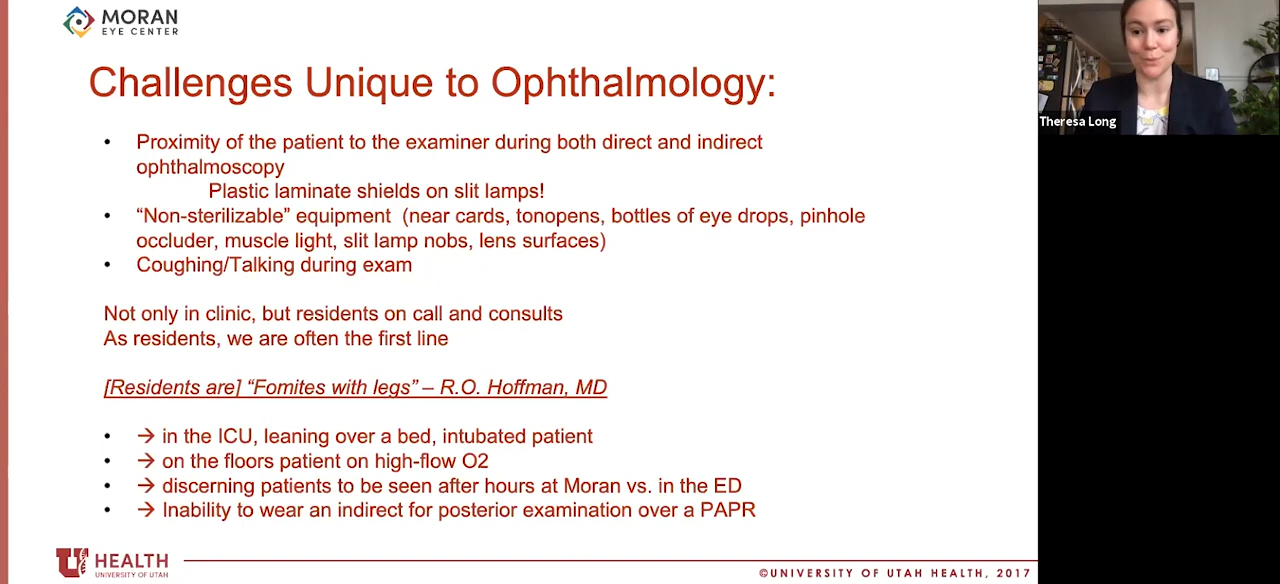 MORAN
EYE CENTER
Challenges Unique to Ophthalmology:
• Proximity of the patient to the examiner during both direct and indirect
ophthalmoscopy
Plastic laminate shields on slit lamps!
• “Non-sterilizable” equipment (near cards, tonopens, bottles of eye drops, pinhole
occluder, muscle light, slit lamp nobs, lens surfaces)
• Coughing/Talking during exam
Not only in clinic, but residents on call and consults
As residents, we are often the first line
[Residents are] “Fomites with legs” – R.O. Hoffman, MD
• → in the ICU, leaning over a bed, intubated patient
• → on the floors patient on high-flow O2
• → discerning patients to be seen after hours at Moran vs. in the ED
• → Inability to wear an indirect for posterior examination over a PAPR
U HEALTH
UNIVERSITY OF UTAH
©UNIVERSITY OF UTAH HEALTH, 2017
Theresa Long